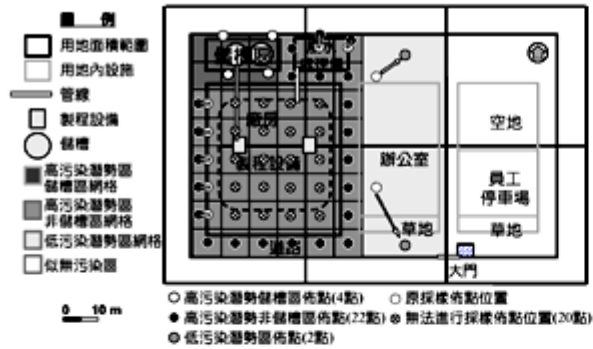 圖 例
用地面積範圍
用地內設施
管線
製程設備
儲槽
高污染潛勢區
儲槽區網格
高污染潛勢區
非儲槽區網格
低污染潛勢區網格
似無污染區
0 10 m
廠房
製程設備
道路
辦公室
草地
空地
員工
停車場
草地
大門
○ 高污染潛勢儲槽區佈點(4點)
○ 原採樣佈點位置
● 高污染潛勢非儲槽區佈點(22點)
⊗ 無法進行採樣佈點位置(20點)
低污染潛勢區佈點(2點)